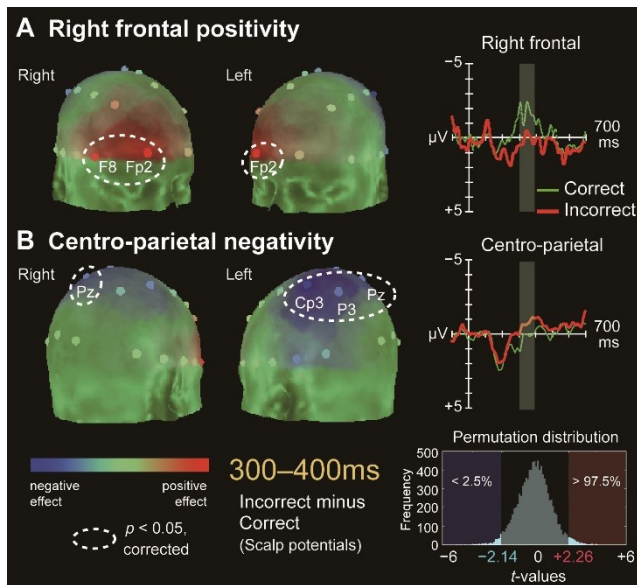 A Right frontal positivity
Right
Left
F8 Fp2
Fp2
Right frontal
−5
µV
+5
700
ms
Correct
Incorrect
B Centro-parietal negativity
Right
Left
Pz
Cp3 P3 Pz
Centro-parietal
−5
µV
+5
700
ms
negative
effect
positive
effect
p < 0.05,
corrected
300–400ms
Incorrect minus
Correct
(Scalp potentials)
Permutation distribution
Frequency
500
400
300
200
100
0
< 2.5%
> 97.5%
−6 −2.14 0 +2.26 +6
t-values